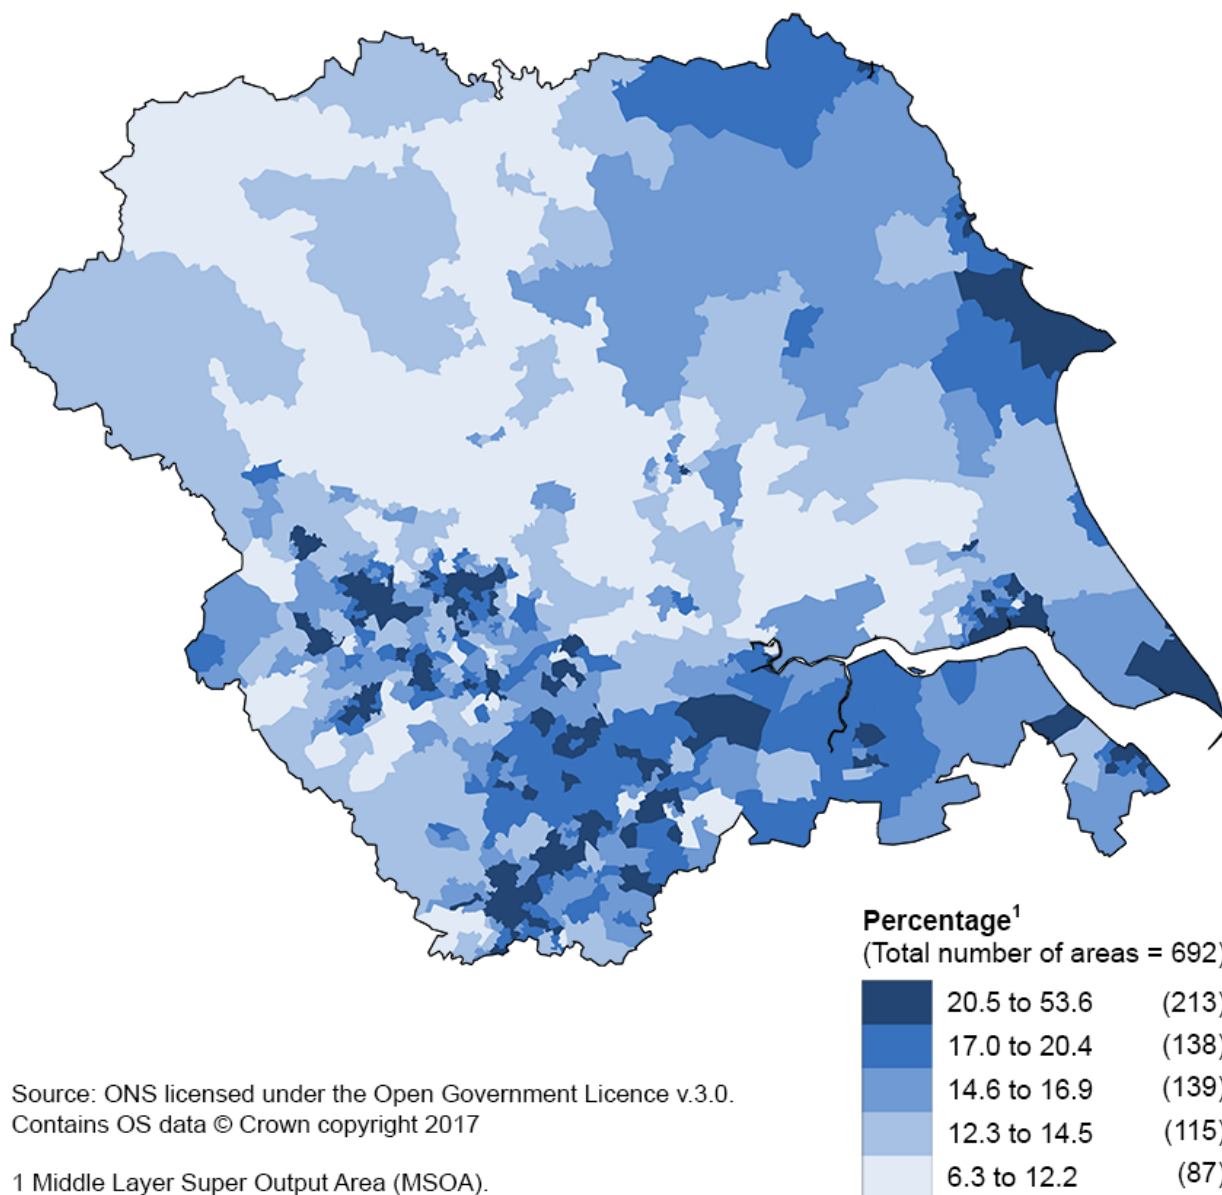 Percentage1
(Total number of areas = 692)
20.5 to 53.6 (213)
17.0 to 20.4 (138)
14.6 to 16.9 (139)
12.3 to 14.5 (115)
6.3 to 12.2 (87)
Source: ONS licensed under the Open Government Licence v.3.0.
Contains OS data © Crown copyright 2017
1 Middle Layer Super Output Area (MSOA).